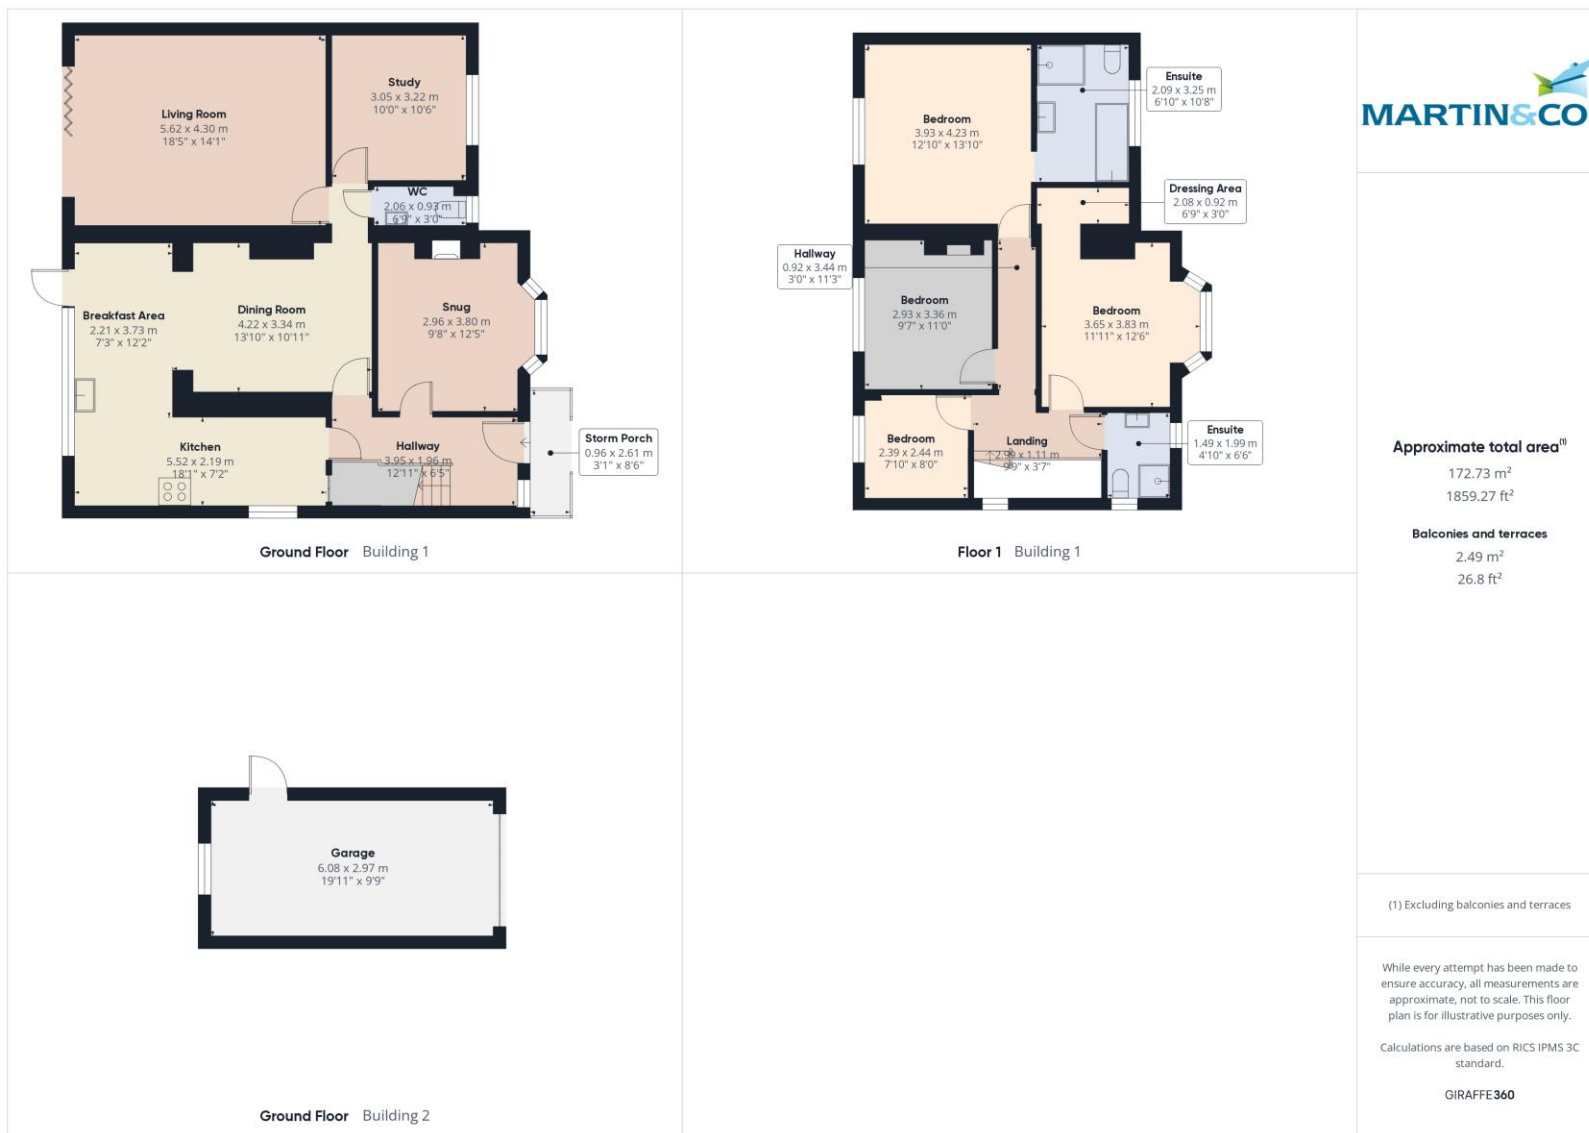 Living Room
5.62 x 4.30 m
18'5" x 14'1"
Study
3.05 x 3.22 m
10'0" x 10'6"
WC
2.06 x 0.93 m
6'9" x 3'0"
Breakfast Area
2.21 x 3.73 m
7'3" x 12'2"
Dining Room
4.22 x 3.34 m
13'10" x 10'11"
Snug
2.96 x 3.80 m
9'8" x 12'5"
Kitchen
5.52 x 2.19 m
18'1" x 7'2"
Hallway
3.95 x 1.96 m
12'11" x 6'5"
Storm Porch
0.96 x 2.61 m
3'1" x 8'6"
Ground Floor Building 1
Bedroom
3.93 x 4.23 m
12'10" x 13'10"
Ensuite
2.09 x 3.25 m
6'10" x 10'8"
Dressing Area
2.08 x 0.92 m
6'9" x 3'0"
Hallway
0.92 x 3.44 m
3'0" x 11'3"
Bedroom
2.93 x 3.36 m
9'7" x 11'0"
Bedroom
3.65 x 3.83 m
11'11" x 12'6"
Bedroom
2.39 x 2.44 m
7'10" x 8'0"
Landing
2.99 x 1.11 m
9'9" x 3'7"
Ensuite
1.49 x 1.99 m
4'10" x 6'6"
Floor 1 Building 1
Garage
6.08 x 2.97 m
19'11" x 9'9"
Ground Floor Building 2
MARTIN&CO
Approximate total area(1)
172.73 m²
1859.27 ft²
Balconies and terraces
2.49 m²
26.8 ft²
(1) Excluding balconies and terraces
While every attempt has been made to
ensure accuracy, all measurements are
approximate, not to scale. This floor
plan is for illustrative purposes only.
Calculations are based on RICS IPMS 3C
standard.
GIRAFFE360